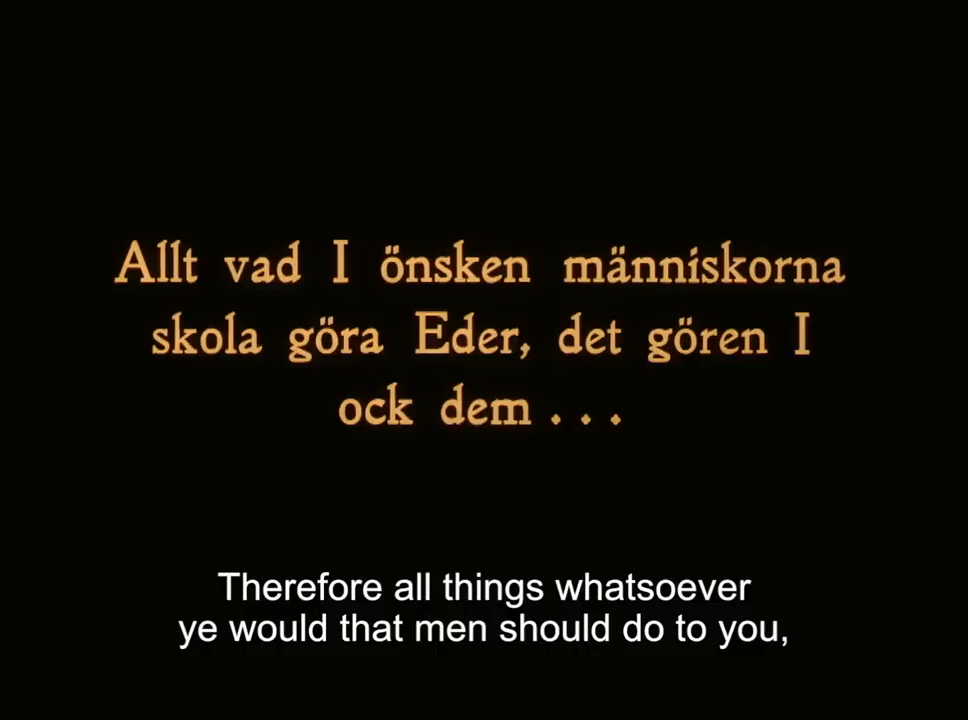 Allt vad I önsken människorna
skola göra Eder, det gören I
ock dem . . .
Therefore all things whatsoever
ye would that men should do to you,